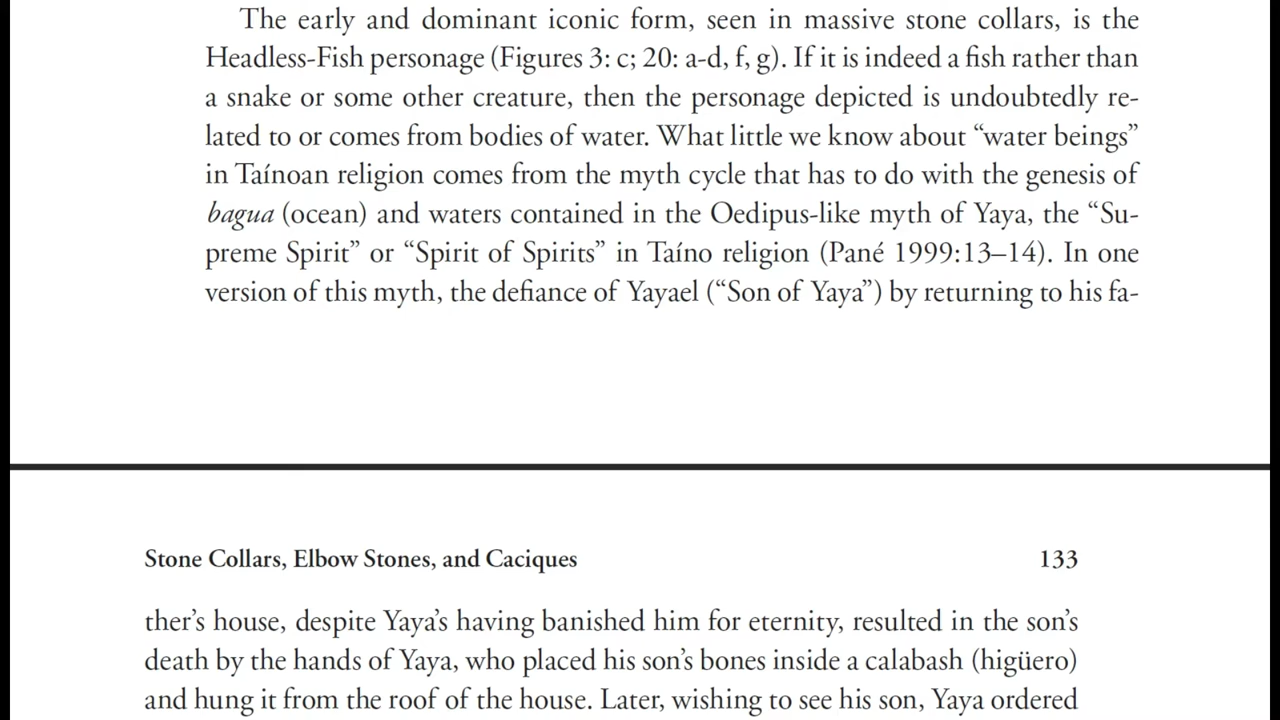 The early and dominant iconic form, seen in massive stone collars, is the
Headless-Fish personage (Figures 3: c; 20: a-d, f, g). If it is indeed a fish rather than
a snake or some other creature, then the personage depicted is undoubtedly re-
lated to or comes from bodies of water. What little we know about “water beings”
in Taínoan religion comes from the myth cycle that has to do with the genesis of
bagua (ocean) and waters contained in the Oedipus-like myth of Yaya, the “Su-
preme Spirit” or “Spirit of Spirits” in Taíno religion (Pané 1999:13–14). In one
version of this myth, the defiance of Yayael (“Son of Yaya”) by returning to his fa-
Stone Collars, Elbow Stones, and Caciques 133
ther’s house, despite Yaya’s having banished him for eternity, resulted in the son’s
death by the hands of Yaya, who placed his son’s bones inside a calabash (higüero)
and hung it from the roof of the house. Later, wishing to see his son, Yaya ordered